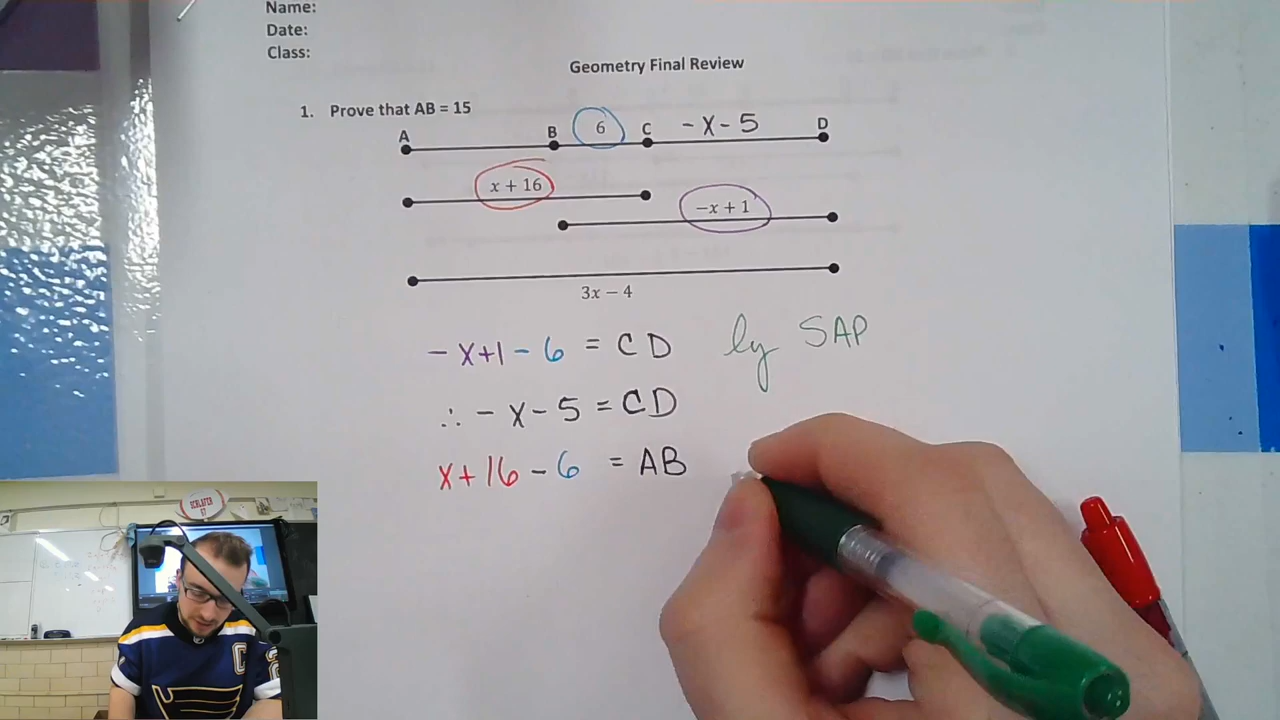 Name:
Date:
Class:
Geometry Final Review
1. Prove that AB = 15
A B 6 C -x-5 D
x + 16
−x + 1
3x − 4
-x+1-6 = CD by SAP
∴ -x-5 = CD
x+16-6 = AB
C